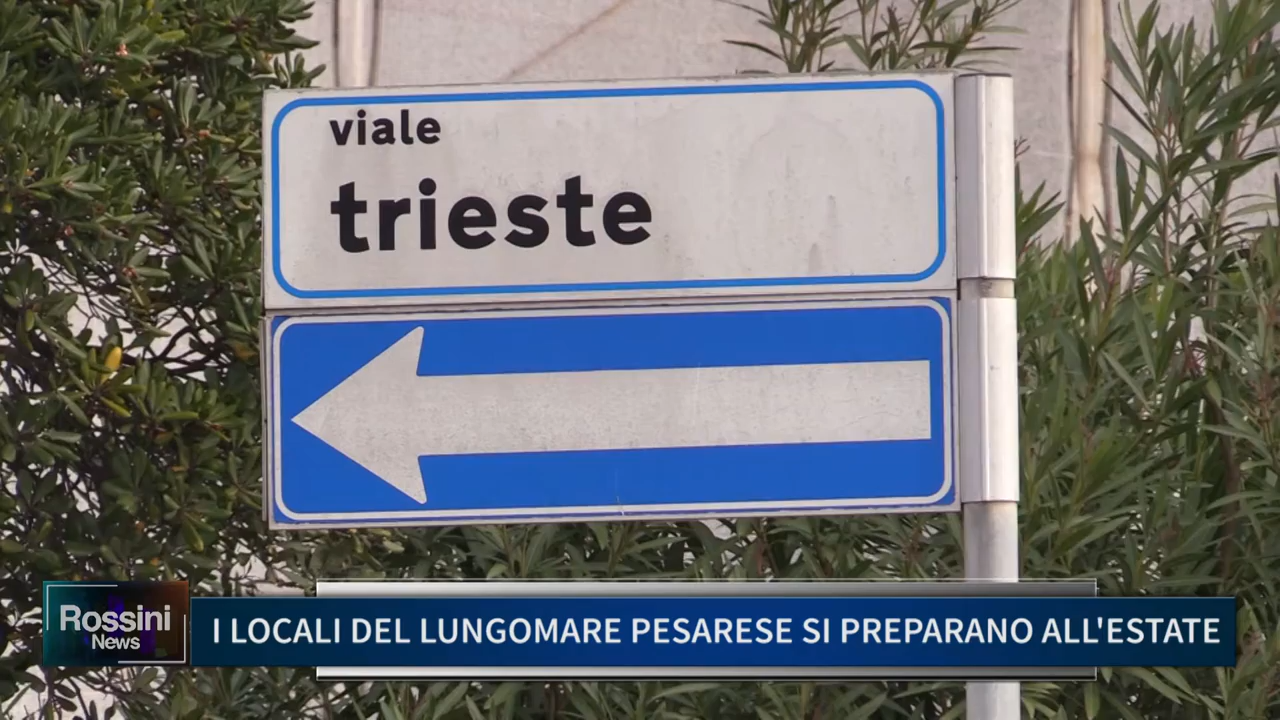 viale
trieste
Rossini
News
I LOCALI DEL LUNGOMARE PESARESE SI PREPARANO ALL'ESTATE